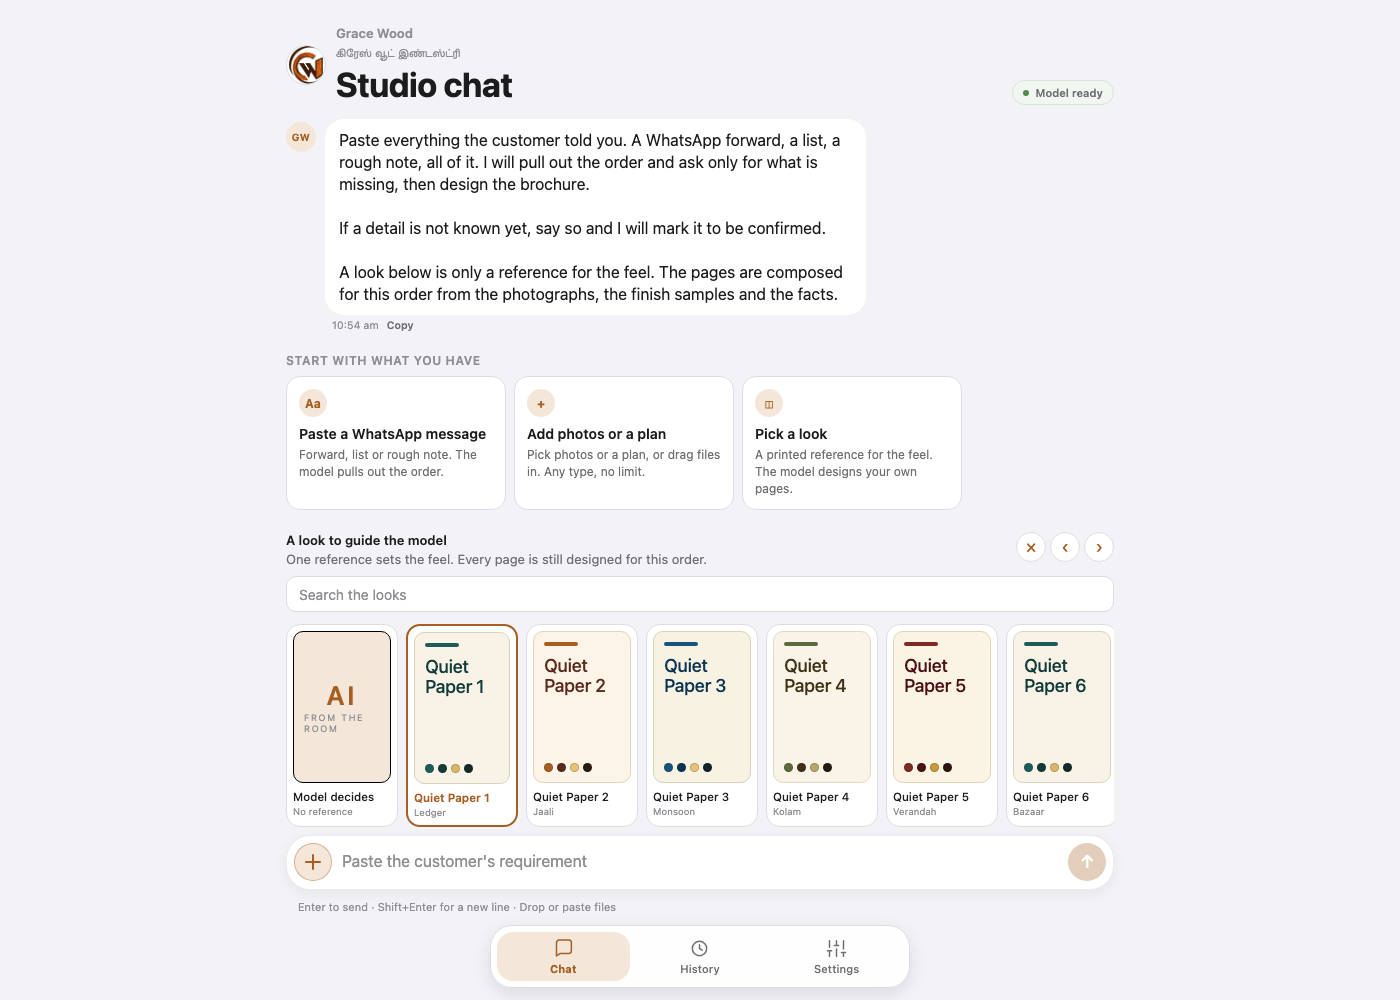 Grace Wood
கிரேஸ் வூட் இண்டஸ்ட்ரி
Studio chat
Model ready
GW
Paste everything the customer told you. A WhatsApp forward, a list, a
rough note, all of it. I will pull out the order and ask only for what is
missing, then design the brochure.
If a detail is not known yet, say so and I will mark it to be confirmed.
A look below is only a reference for the feel. The pages are composed
for this order from the photographs, the finish samples and the facts.
10:54 am Copy
START WITH WHAT YOU HAVE
Aa
Paste a WhatsApp message
Forward, list or rough note. The
model pulls out the order.
+
Add photos or a plan
Pick photos or a plan, or drag files
in. Any type, no limit.
Pick a look
A printed reference for the feel.
The model designs your own
pages.
A look to guide the model
One reference sets the feel. Every page is still designed for this order.
Search the looks
AI
FROM THE
ROOM
Model decides
No reference
Quiet
Paper 1
Quiet Paper 1
Ledger
Quiet
Paper 2
Quiet Paper 2
Jaali
Quiet
Paper 3
Quiet Paper 3
Monsoon
Quiet
Paper 4
Quiet Paper 4
Kolam
Quiet
Paper 5
Quiet Paper 5
Verandah
Quiet
Paper 6
Quiet Paper 6
Bazaar
Paste the customer's requirement
Enter to send · Shift+Enter for a new line · Drop or paste files
Chat
History
Settings